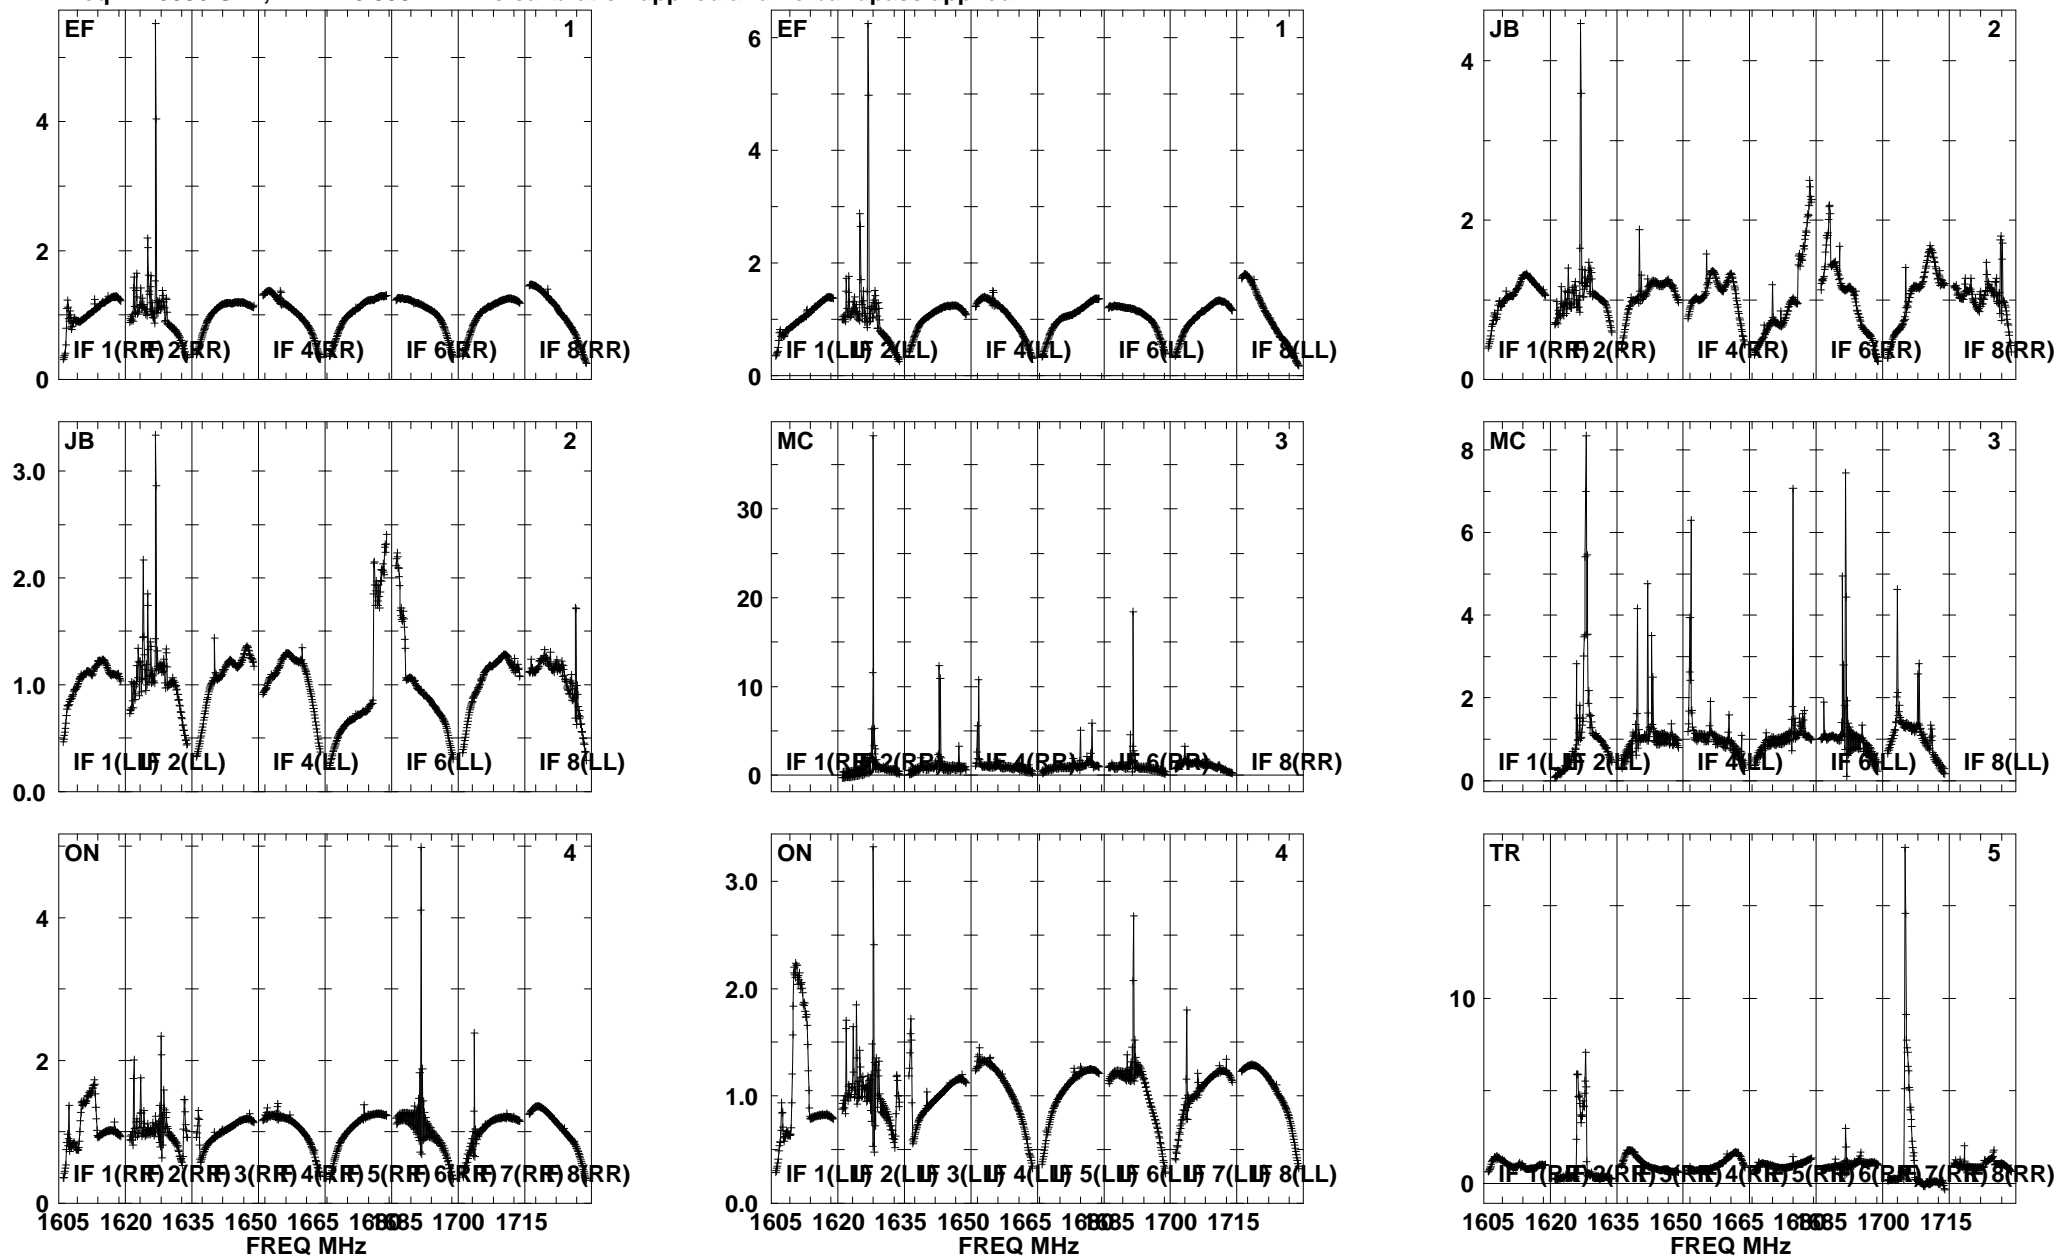 EF 1
4
2
0
IF 1(RR) IF 2(RR) IF 4(RR) IF 6(RR) IF 8(RR)
EF 1
6
4
2
0
IF 1(LL) IF 2(LL) IF 4(LL) IF 6(LL) IF 8(LL)
JB 2
4
2
0
IF 1(RR) IF 2(RR) IF 4(RR) IF 6(RR) IF 8(RR)
JB 2
3.0
2.0
1.0
0.0
IF 1(LL) IF 2(LL) IF 4(LL) IF 6(LL) IF 8(LL)
MC 3
30
20
10
0
IF 1(RR) IF 2(RR) IF 4(RR) IF 6(RR) IF 8(RR)
MC 3
8
6
4
2
0
IF 1(LL) IF 2(LL) IF 4(LL) IF 6(LL) IF 8(LL)
ON 4
4
2
0
IF 1(RR) IF 2(RR) IF 3(RR) IF 4(RR) IF 5(RR) IF 6(RR) IF 7(RR) IF 8(RR)
1605 1620 1635 1650 1665 1680 1685 1700 1715
FREQ MHz
ON 4
3.0
2.0
1.0
0.0
IF 1(LL) IF 2(LL) IF 3(LL) IF 4(LL) IF 5(LL) IF 6(LL) IF 7(LL) IF 8(LL)
1605 1620 1635 1650 1665 1680 1685 1700 1715
FREQ MHz
TR 5
10
0
IF 1(RR) IF 2(RR) IF 3(RR) IF 4(RR) IF 5(RR) IF 6(RR) IF 7(RR) IF 8(RR)
1605 1620 1635 1650 1665 1680 1685 1700 1715
FREQ MHz